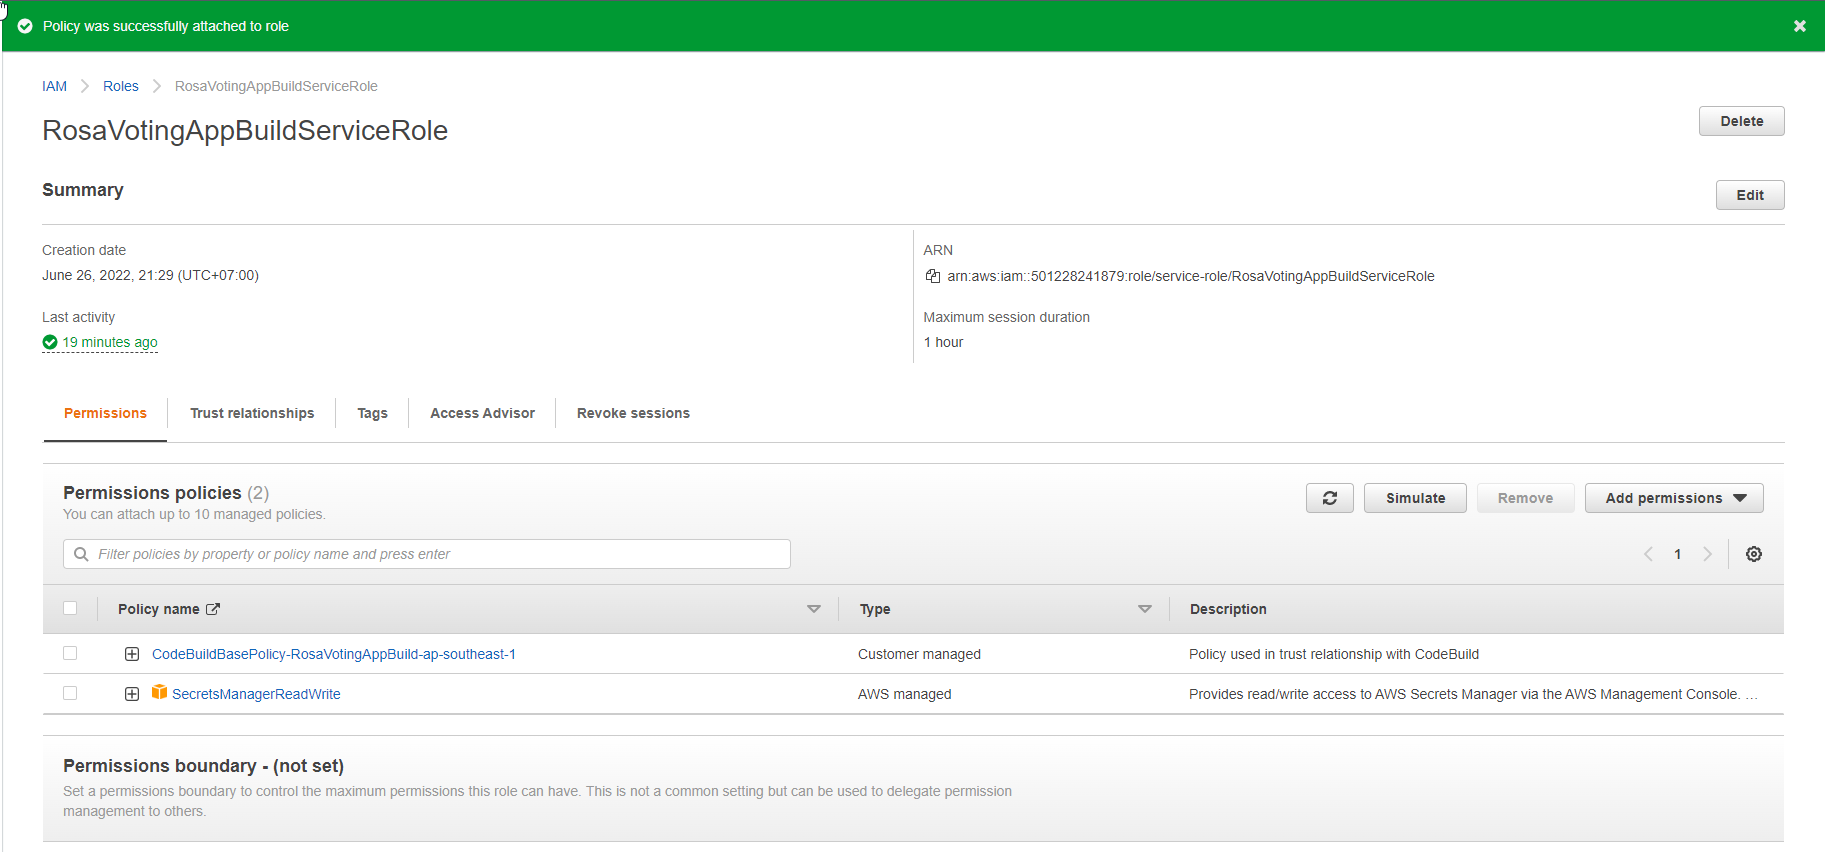 Policy was successfully attached to role
IAM Roles RosaVotingAppBuildServiceRole
RosaVotingAppBuildServiceRole
Delete
Summary
Edit
Creation date
June 26, 2022, 21:29 (UTC+07:00)
ARN
arn:aws:iam::501228241879:role/service-role/RosaVotingAppBuildServiceRole
Last activity
19 minutes ago
Maximum session duration
1 hour
Permissions Trust relationships Tags Access Advisor Revoke sessions
Permissions policies (2)
You can attach up to 10 managed policies.
Simulate Remove Add permissions
Filter policies by property or policy name and press enter
1
Policy name Type Description
CodeBuildBasePolicy-RosaVotingAppBuild-ap-southeast-1 Customer managed Policy used in trust relationship with CodeBuild
SecretsManagerReadWrite AWS managed Provides read/write access to AWS Secrets Manager via the AWS Management Console. …
Permissions boundary - (not set)
Set a permissions boundary to control the maximum permissions this role can have. This is not a common setting but can be used to delegate permission
management to others.